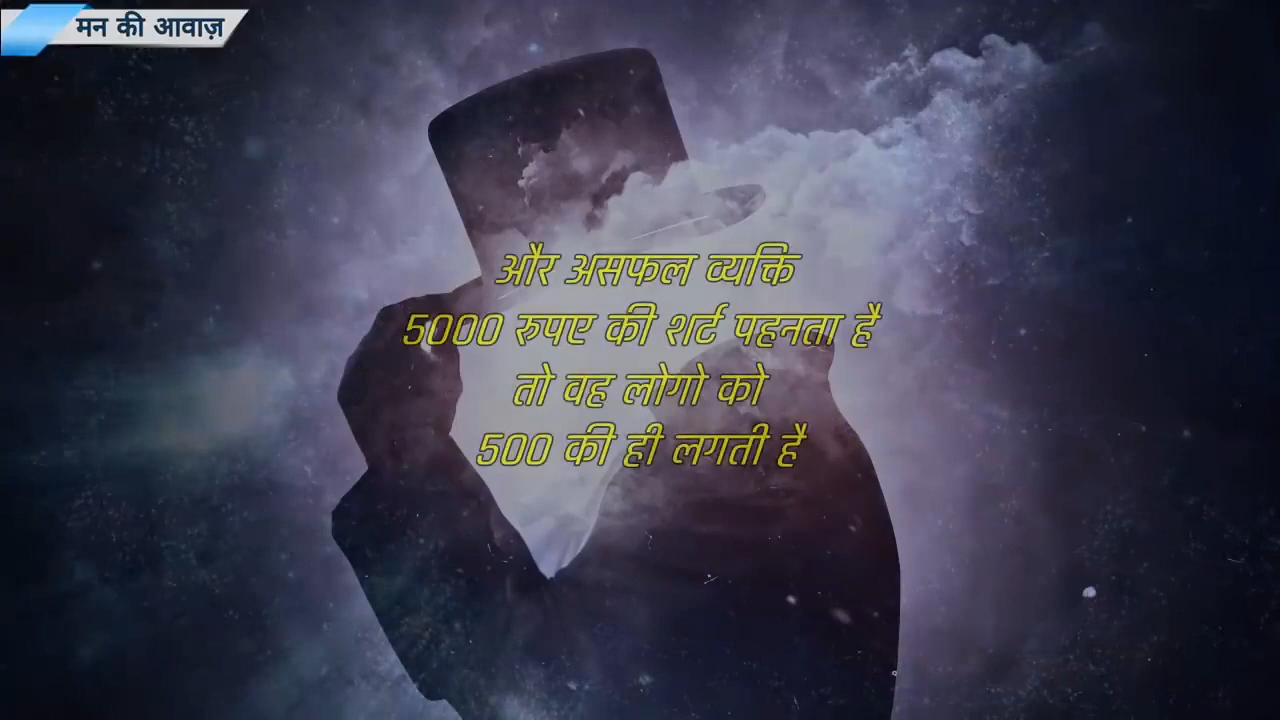 मन की आवाज़
और असफल व्यक्ति
5000 रुपए की शर्ट पहनता है
तो वह लोगो को
500 की ही लगती है